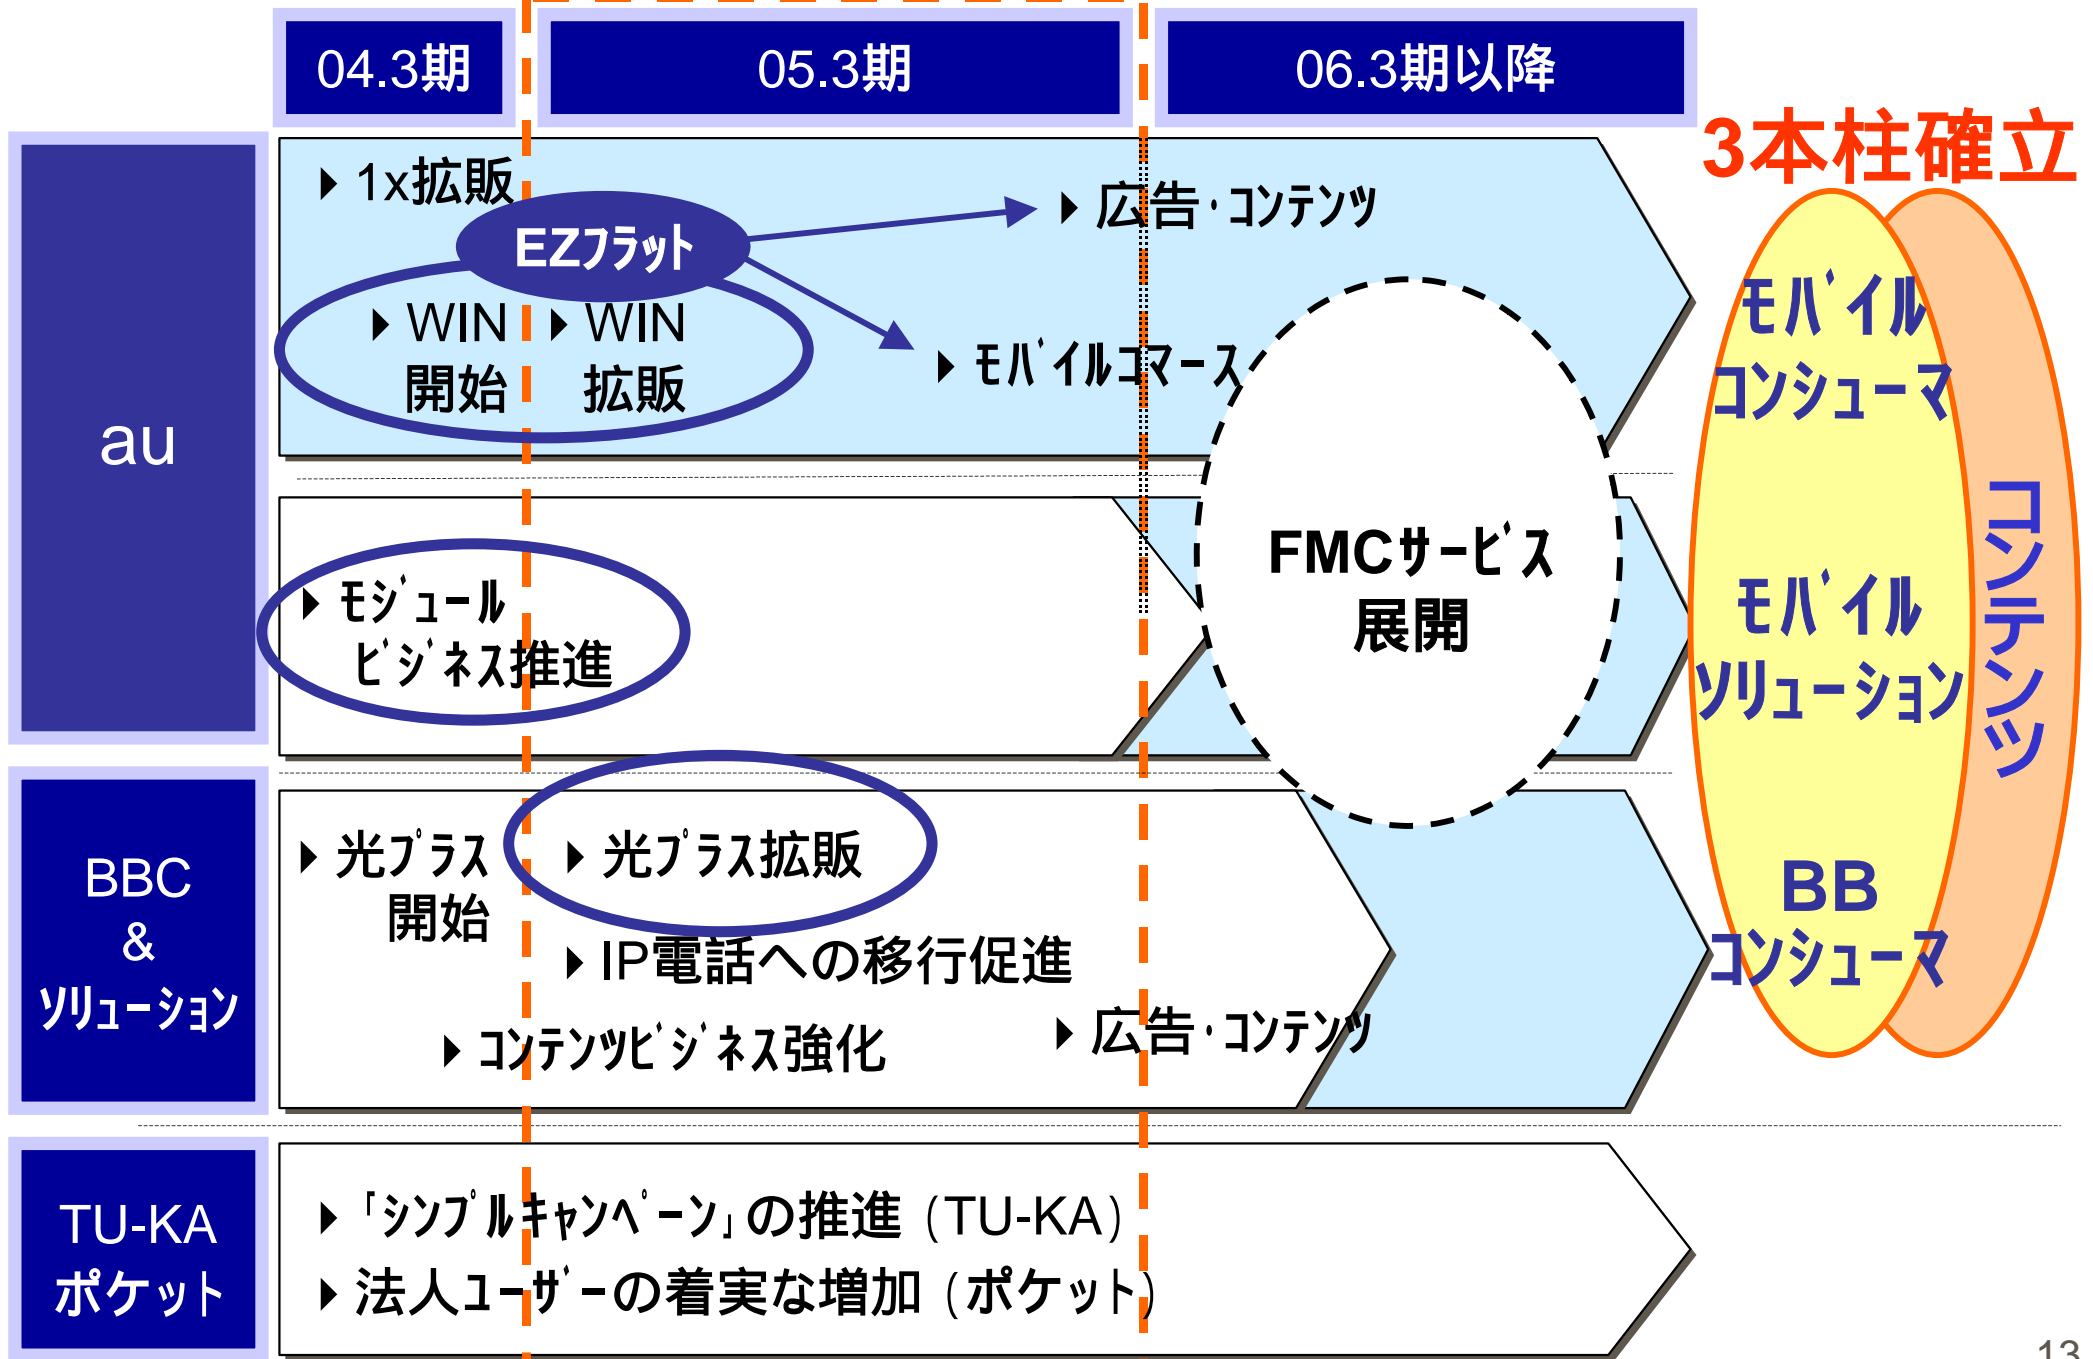 04.3期
05.3期
06.3期以降
3本柱確立
au
1x拡販
EZﾌﾗｯﾄ
広告･ｺﾝﾃﾝﾂ
WIN
開始
WIN
拡販
ﾓﾊﾞｲﾙｺﾏｰｽ
ﾓｼﾞｭｰﾙ
ﾋﾞｼﾞﾈｽ推進
FMCｻｰﾋﾞｽ
展開
BBC
&
ｿﾘｭｰｼｮﾝ
光ﾌﾟﾗｽ
開始
光ﾌﾟﾗｽ拡販
IP電話への移行促進
ｺﾝﾃﾝﾂﾋﾞｼﾞﾈｽ強化
広告･ｺﾝﾃﾝﾂ
TU-KA
ポケット
｢ｼﾝﾌﾟﾙｷｬﾝﾍﾟｰﾝ｣の推進 (TU-KA)
法人ﾕｰｻﾞｰの着実な増加 (ポケット)
ﾓﾊﾞｲﾙ
ｺﾝｼｭｰﾏ
ﾓﾊﾞｲﾙ
ｿﾘｭｰｼｮﾝ
BB
ｺﾝｼｭｰﾏ
コンテンツ
13